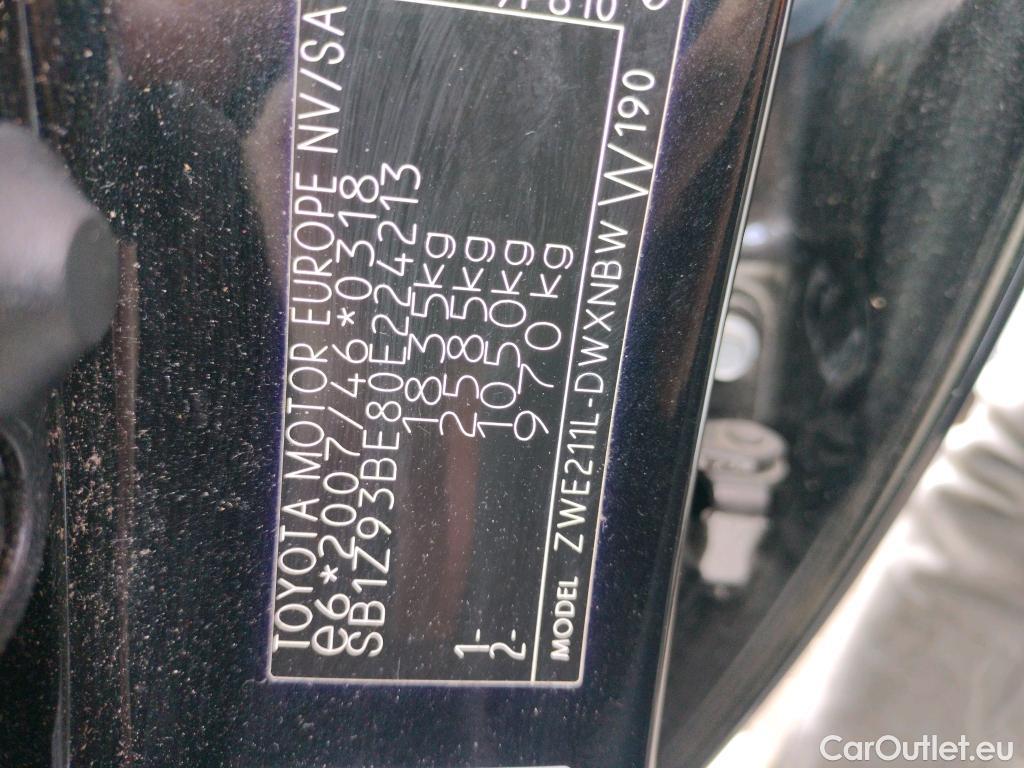 TOYOTA MOTOR EUROPE NV/SA
e6*2007/46*0318
SB1Z93BE80E224213
1835kg
2585kg
1- 1050kg
2- 970kg
MODEL ZWE211L-DWXNBW W190
CarOutlet.eu